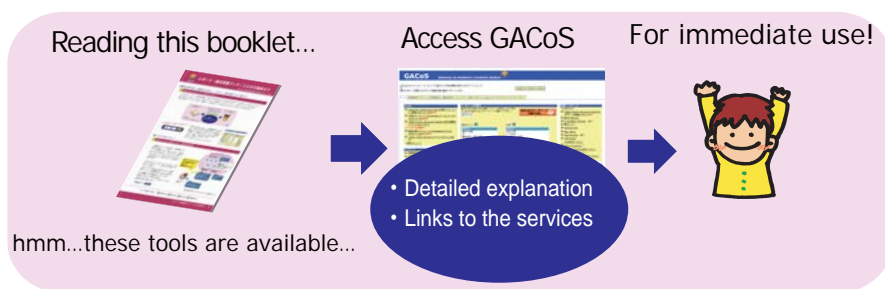 Reading this booklet...
Access GACoS
For immediate use!
GACoS
• Detailed explanation
• Links to the services
hmm...these tools are available...